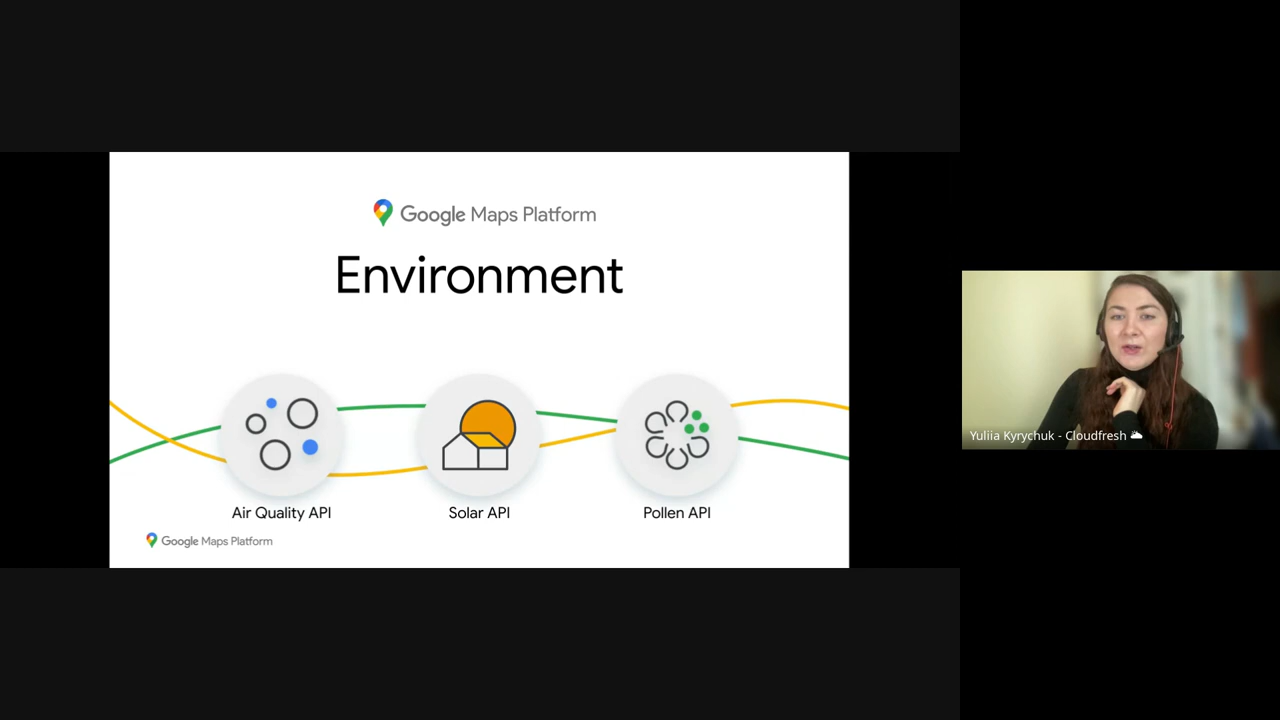 Google Maps Platform
Environment
Air Quality API
Solar API
Pollen API
Google Maps Platform
Yuliia Kyrychuk - Cloudfresh 🌥